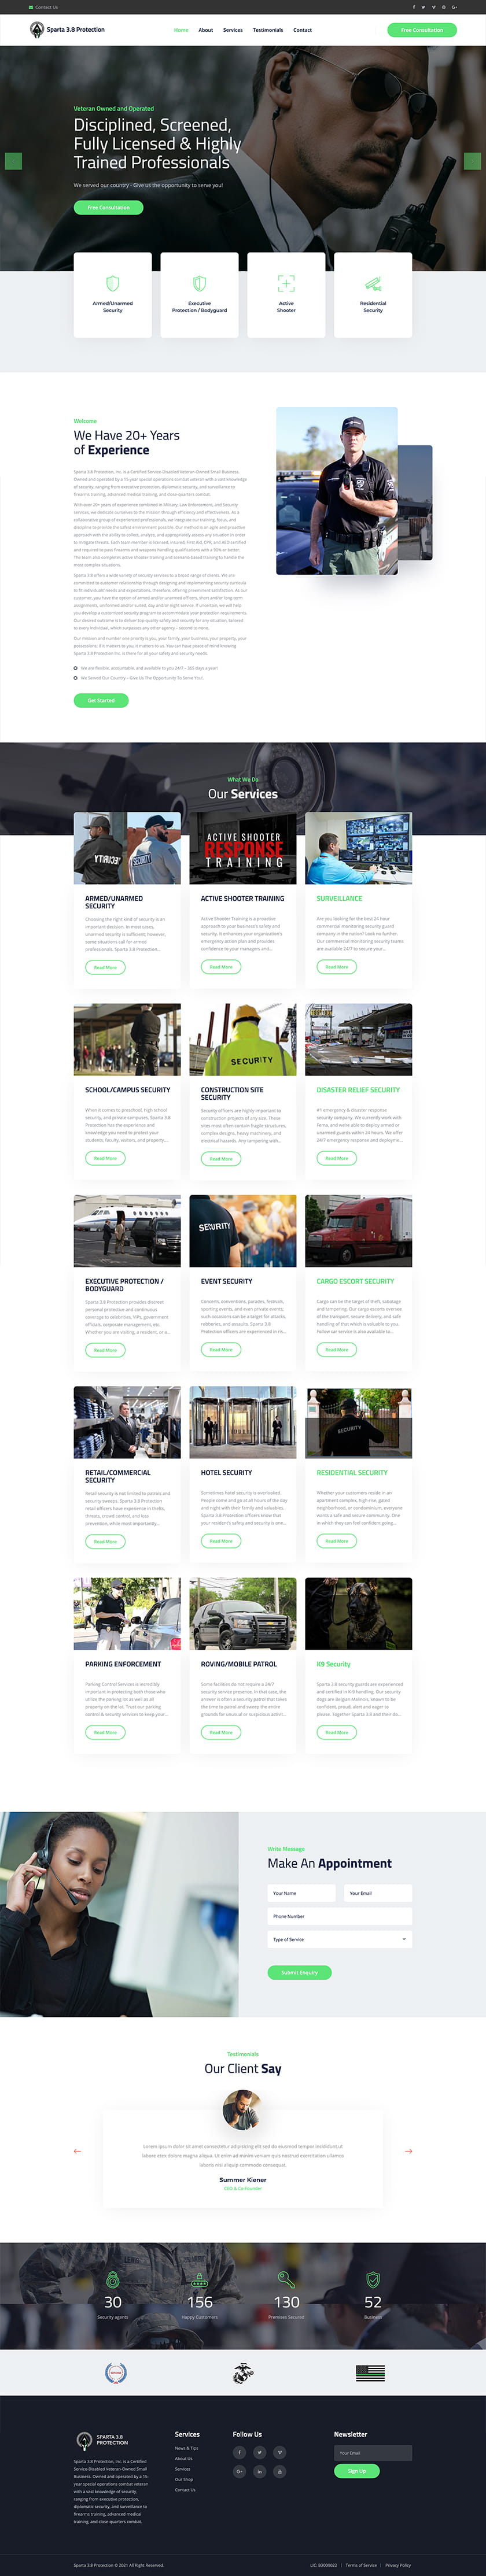 Contact Us
Sparta 3.8 Protection
Home
About
Services
Testimonials
Contact
Free Consultation
Veteran Owned and Operated
Disciplined, Screened,
Fully Licensed & Highly
Trained Professionals
We served our country - Give us the opportunity to serve you!
Free Consultation
Armed/Unarmed
Security
Executive
Protection / Bodyguard
Active
Shooter
Residential
Security
Welcome
We Have 20+ Years
of Experience
Sparta 3.8 Protection, Inc. is a Certified Service-Disabled-Veteran-Owned Small Business.
Owned and operated by a 15-year special operations combat veteran with a vast knowledge
of security, ranging from executive protection, diplomatic security, and surveillance to
firearms training, advanced medical training, and close-quarters combat.
With over 20+ years of experience combined in Military, Law Enforcement, and Security
services, we dedicate ourselves to the mission through efficiency and effectiveness. As a
We are flexible, accountable, and available to you 24/7 – 365 days a year!
We Served Our Country – Give Us The Opportunity To Serve You!
Get Started
What We Do
Our Services
SECURITY
ACTIVE SHOOTER
RESPONSE
TRAINING
ARMED/UNARMED
SECURITY
Choosing the right kind of security is an
important decision. In most cases,
unarmed security is sufficient; however,
some situations call for armed
professionals. Sparta 3.8 Protection...
Read More
ACTIVE SHOOTER TRAINING
Active Shooter Training is a proactive
approach to your business's safety and
security; it enhances your organization's
emergency action plan and provides
confidence to your managers and...
Read More
SURVEILLANCE
Are you looking for the best 24 hour
commercial monitoring security guard
company in the nation? Look no further.
Our commercial monitoring security teams
are available 24/7 to secure your...
Read More
SECURITY
SCHOOL/CAMPUS SECURITY
When it comes to preschool, high school
security, and private campuses, Sparta 3.8
Protection has the experience and
knowledge you need to protect your
students, faculty, visitors, and property....
Read More
CONSTRUCTION SITE
SECURITY
Security officers are highly important to
construction projects of any size. These
sites most often contain fragile structures,
complex designs, heavy machinery, and
electrical hazards. Any tampering with...
Read More
DISASTER RELIEF SECURITY
#1 emergency & disaster response
security company. We currently work with
firms, and we're able to deploy armed or
unarmed guards within 24 hours. We offer
24/7 emergency response and deployme...
Read More
SECURITY
EXECUTIVE PROTECTION /
BODYGUARD
Sparta 3.8 Protection provides discreet
personal protective and continuous
coverage to celebrities, VIPs, government
officials, corporate management, etc.
Whether you are visiting, a resident, or a...
Read More
EVENT SECURITY
Concerts, conventions, parades, festivals,
sporting events, and even private events;
such occasions can be a target for attacks,
robberies, and assaults. Sparta 3.8
Protection officers are experienced in ro...
Read More
CARGO ESCORT SECURITY
Cargo can be the target of theft, sabotage
and tampering. Our cargo escorts oversee
of the transport, secure delivery, and safe
handling of that which is valuable to you.
Follow car service is also available to...
Read More
SECURITY
RETAIL/COMMERCIAL
SECURITY
Retail security is not limited to patrols and
security sweeps. Sparta 3.8 Protection
retail officers have experience in thefts,
threats, crowd control, and loss
prevention, while most importantly...
Read More
HOTEL SECURITY
Sometimes hotel security is overlooked.
People come and go at all hours of the day
and night with their family and valuables.
Sparta 3.8 Protection officers know that
your resident's safety and security is one...
Read More
RESIDENTIAL SECURITY
Whether your customers reside in an
apartment complex, high-rise, gated
neighborhood, or condominium, everyone
wants a safe and secure community. One
in which they can feel confident going...
Read More
PARKING ENFORCEMENT
Parking Control Services is incredibly
important in protecting both those who
utilize the parking lot as well as all
property on the lot. Trust our parking
control & security services to keep your...
Read More
ROVING/MOBILE PATROL
Some facilities do not require a 24/7
security service presence. In that case, the
answer is often a security patrol that takes
the time to patrol and sweep the entire
grounds for unusual or suspicious activit...
Read More
K9 Security
Sparta 3.8 security guards are experienced
and certified in K-9 handling. Our security
dogs are Belgian Malinois, known to be
confident, proud, alert and eager to
please. Together Sparta 3.8 and their do...
Read More
Write Message
Make An Appointment
Your Name
Your Email
Phone Number
Type of Service
Submit Enquiry
Testimonials
Our Client Say
Lorem ipsum dolor sit amet consectetur adipisicing elit sed do eiusmod tempor incididunt ut
labore etex dolore magna aliqua. Ut enim ad minim veniam quis nostrud exercitation ullamco
laboris nisi aliquip commodo consequat.
Summer Kiener
CEO & Co-Founder
30
Security agents
156
Happy Customers
130
Premises Secured
52
Business
SPARTA 3.8
PROTECTION
Sparta 3.8 Protection, Inc. is a Certified
Service-Disabled-Veteran-Owned Small
Business. Owned and operated by a 15-
year special operations combat veteran
with a vast knowledge of security,
ranging from executive protection,
diplomatic security, and surveillance to
firearms training, advanced medical
training, and close-quarters combat.
Services
News & Tips
About Us
Services
Our Shop
Contact Us
Follow Us
Newsletter
Your Email
Sign Up
Sparta 3.8 Protection © 2021 All Right Reserved.
LIC: B3000022
Terms of Service
Privacy Policy